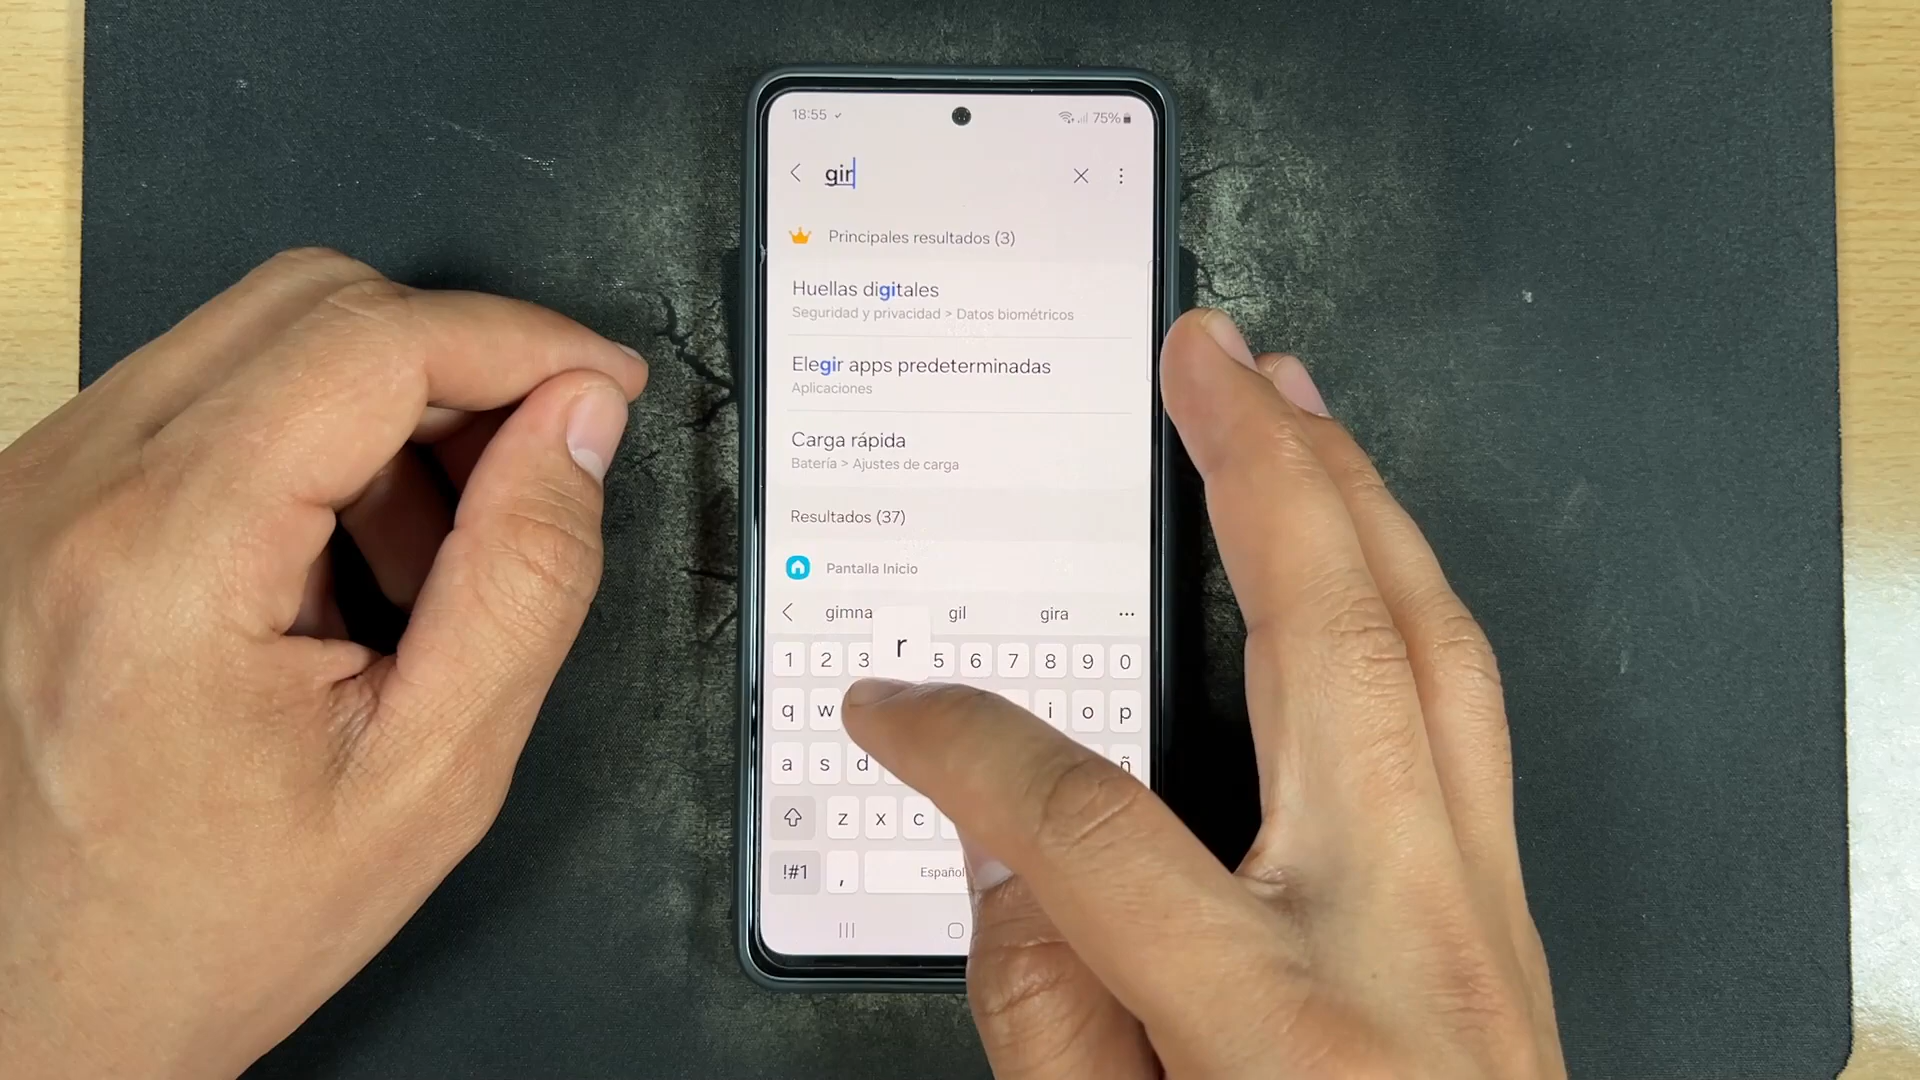 18:55
75%
gir
Principales resultados (3)
Huellas digitales
Seguridad y privacidad > Datos biométricos
Elegir apps predeterminadas
Aplicaciones
Carga rápida
Batería > Ajustes de carga
Resultados (37)
Pantalla Inicio
gimna gil gira
r
1 2 3 5 6 7 8 9 0
q w i o p
a s d ñ
z x c
!#1 , Español